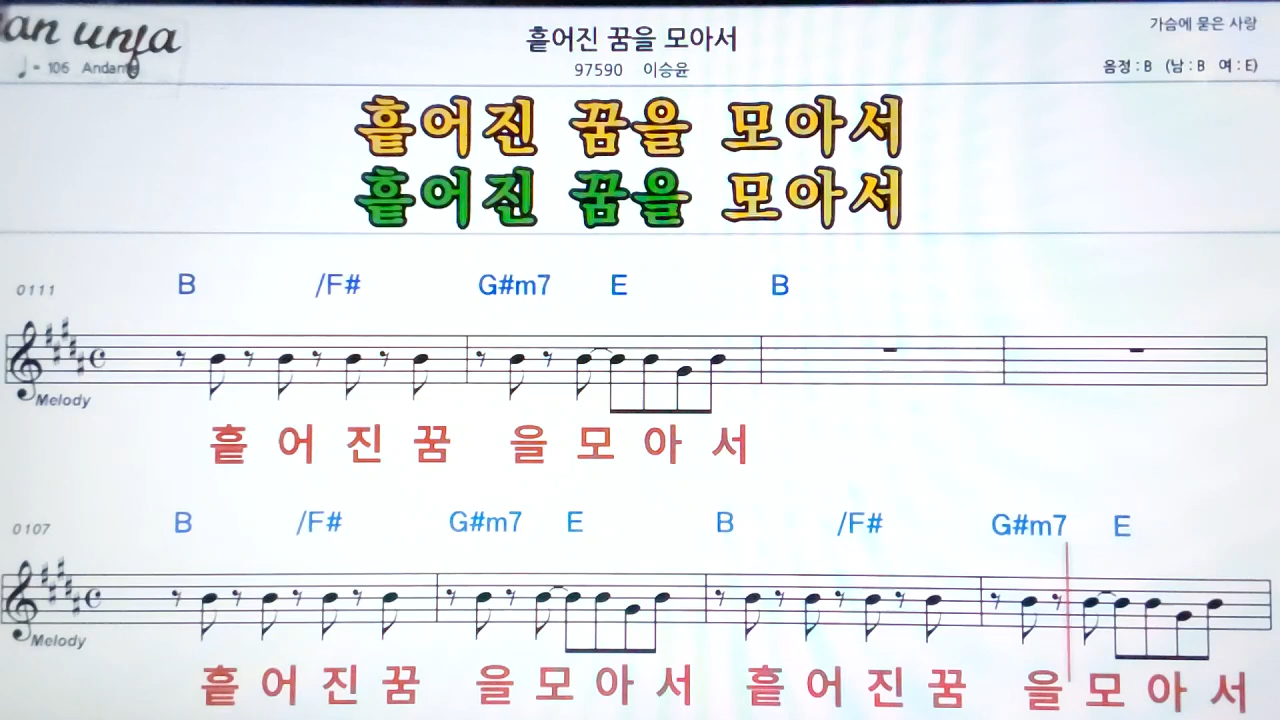 an unja
흩어진 꿈을 모아서
가슴에 묻은 사랑
♩= 106 Andante
97590 이승윤
음정 : B (남 : B 여 : E)
흩어진 꿈을 모아서
흩어진 꿈을 모아서
0111 B /F# G#m7 E B
Melody
흩 어 진 꿈 을 모 아 서
0107 B /F# G#m7 E B /F# G#m7 E
Melody
흩 어 진 꿈 을 모 아 서 흩 어 진 꿈 을 모 아 서